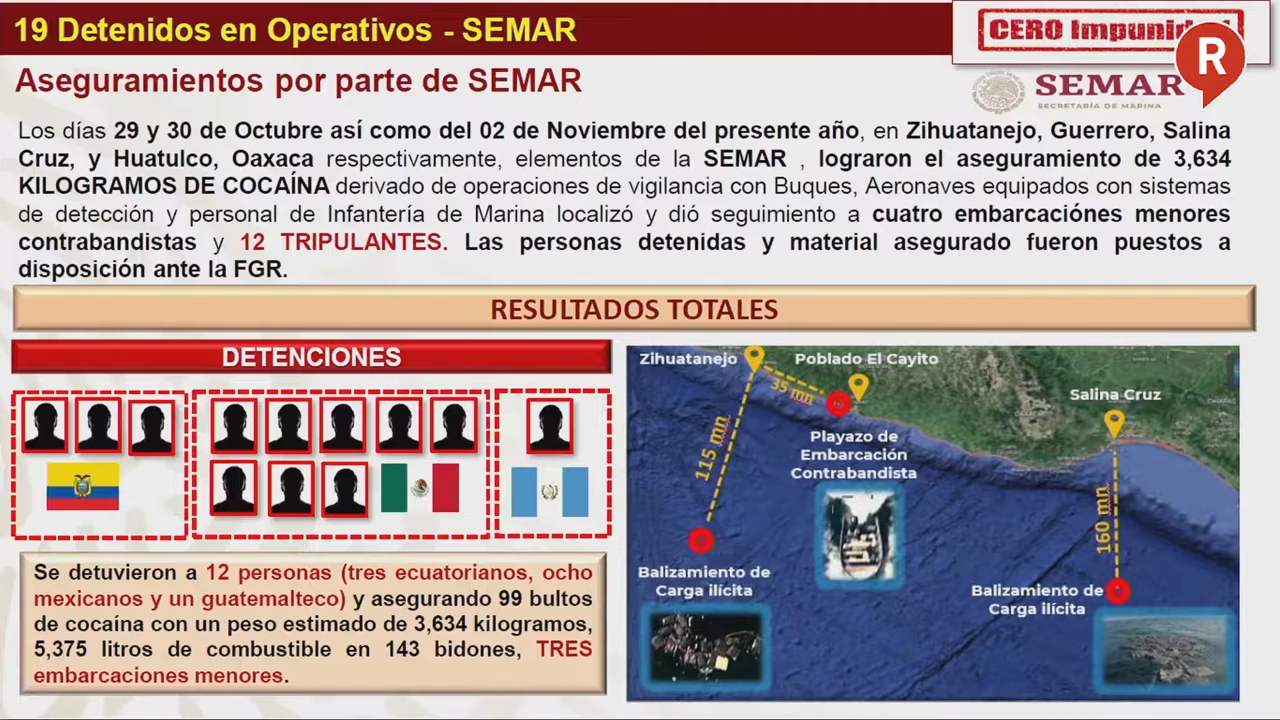 19 Detenidos en Operativos - SEMAR
CERO
R
Aseguramientos por parte de SEMAR
SEMAR
SECRETARÍA DE MARINA
Los días 29 y 30 de Octubre así como del 02 de Noviembre del presente año, en Zihuatanejo, Guerrero, Salina
Cruz, y Huatulco, Oaxaca respectivamente, elementos de la SEMAR , lograron el aseguramiento de 3,634
KILOGRAMOS DE COCAÍNA derivado de operaciones de vigilancia con Buques, Aeronaves equipados con sistemas
de detección y personal de Infantería de Marina localizó y dió seguimiento a cuatro embarcaciónes menores
contrabandistas y 12 TRIPULANTES. Las personas detenidas y material asegurado fueron puestos a
disposición ante la FGR.
RESULTADOS TOTALES
DETENCIONES
Se detuvieron a 12 personas (tres ecuatorianos, ocho
mexicanos y un guatemalteco) y asegurando 99 bultos
de cocaína con un peso estimado de 3,634 kilogramos,
5,375 litros de combustible en 143 bidones, TRES
embarcaciones menores.
Zihuatanejo
Poblado El Cayito
35 mn
Salina Cruz
115 mn
Playazo de
Embarcación
Contrabandista
160 mn
Balizamiento de
Carga ilícita
Balizamiento de
Carga ilícita